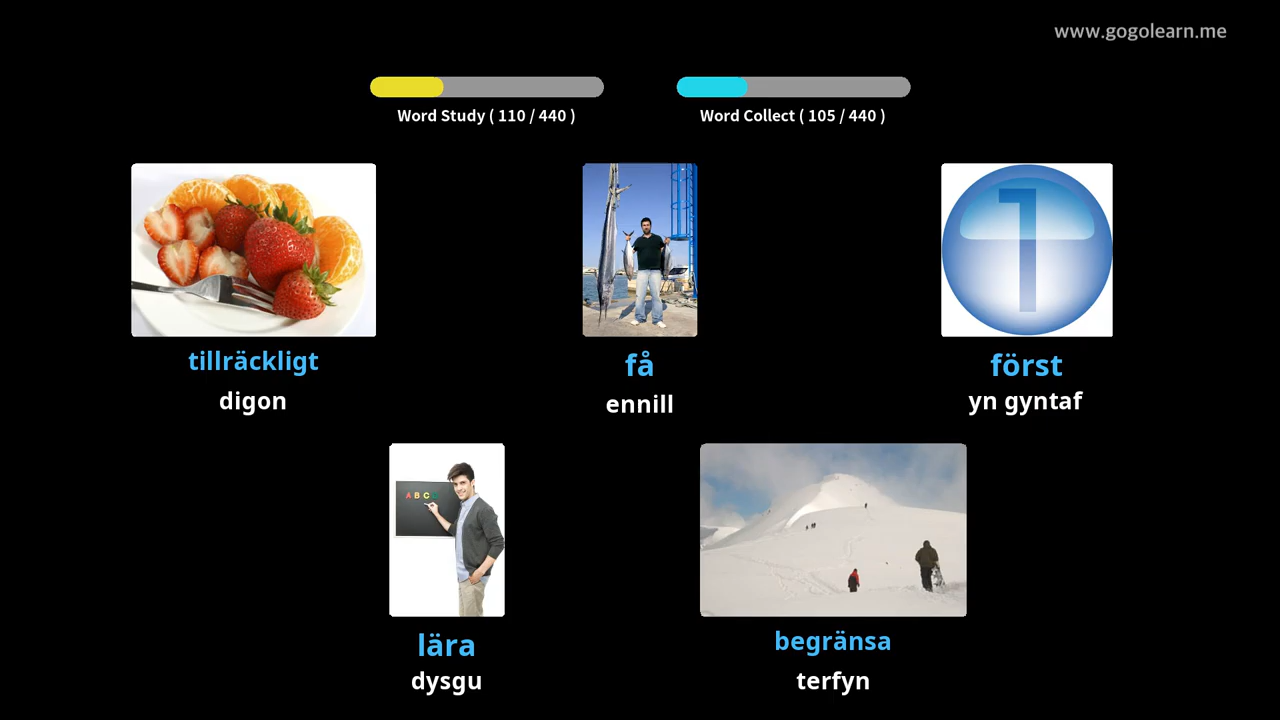 www.gogolearn.me
Word Study ( 110 / 440 )
Word Collect ( 105 / 440 )
1
tillräckligt
digon
få
ennill
först
yn gyntaf
A B C
lära
dysgu
begränsa
terfyn